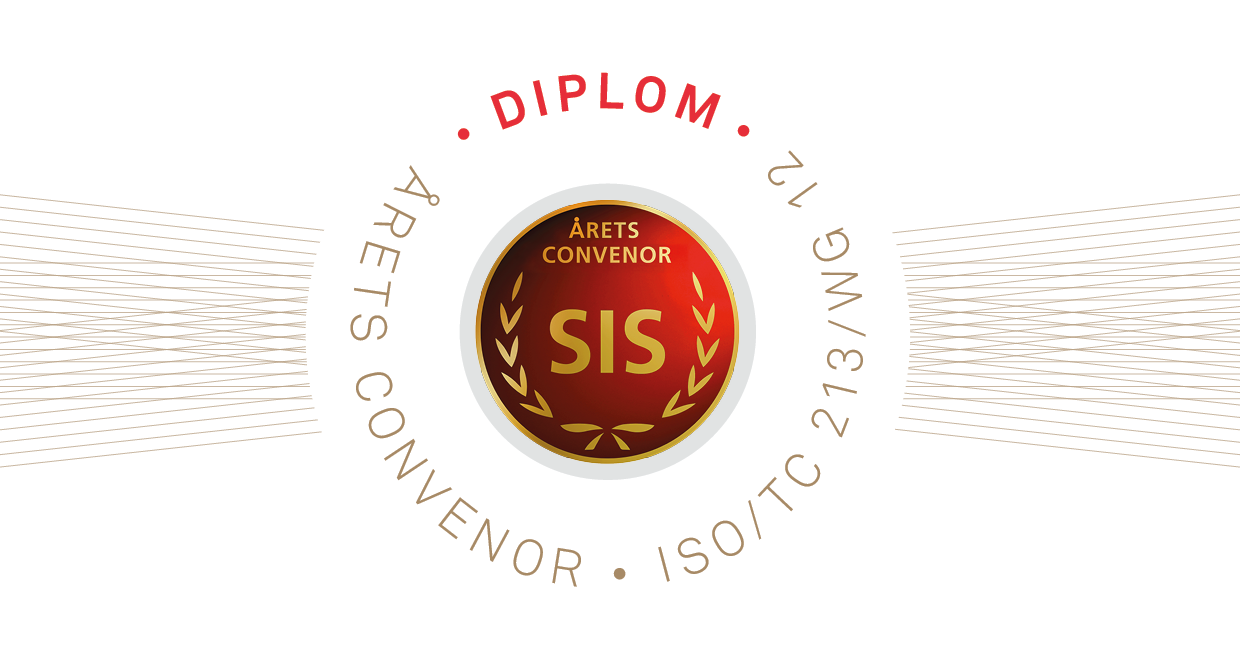 • DIPLOM •
ÅRETS CONVENOR • ISO/TC 213/WG 12
ÅRETS
CONVENOR
SIS